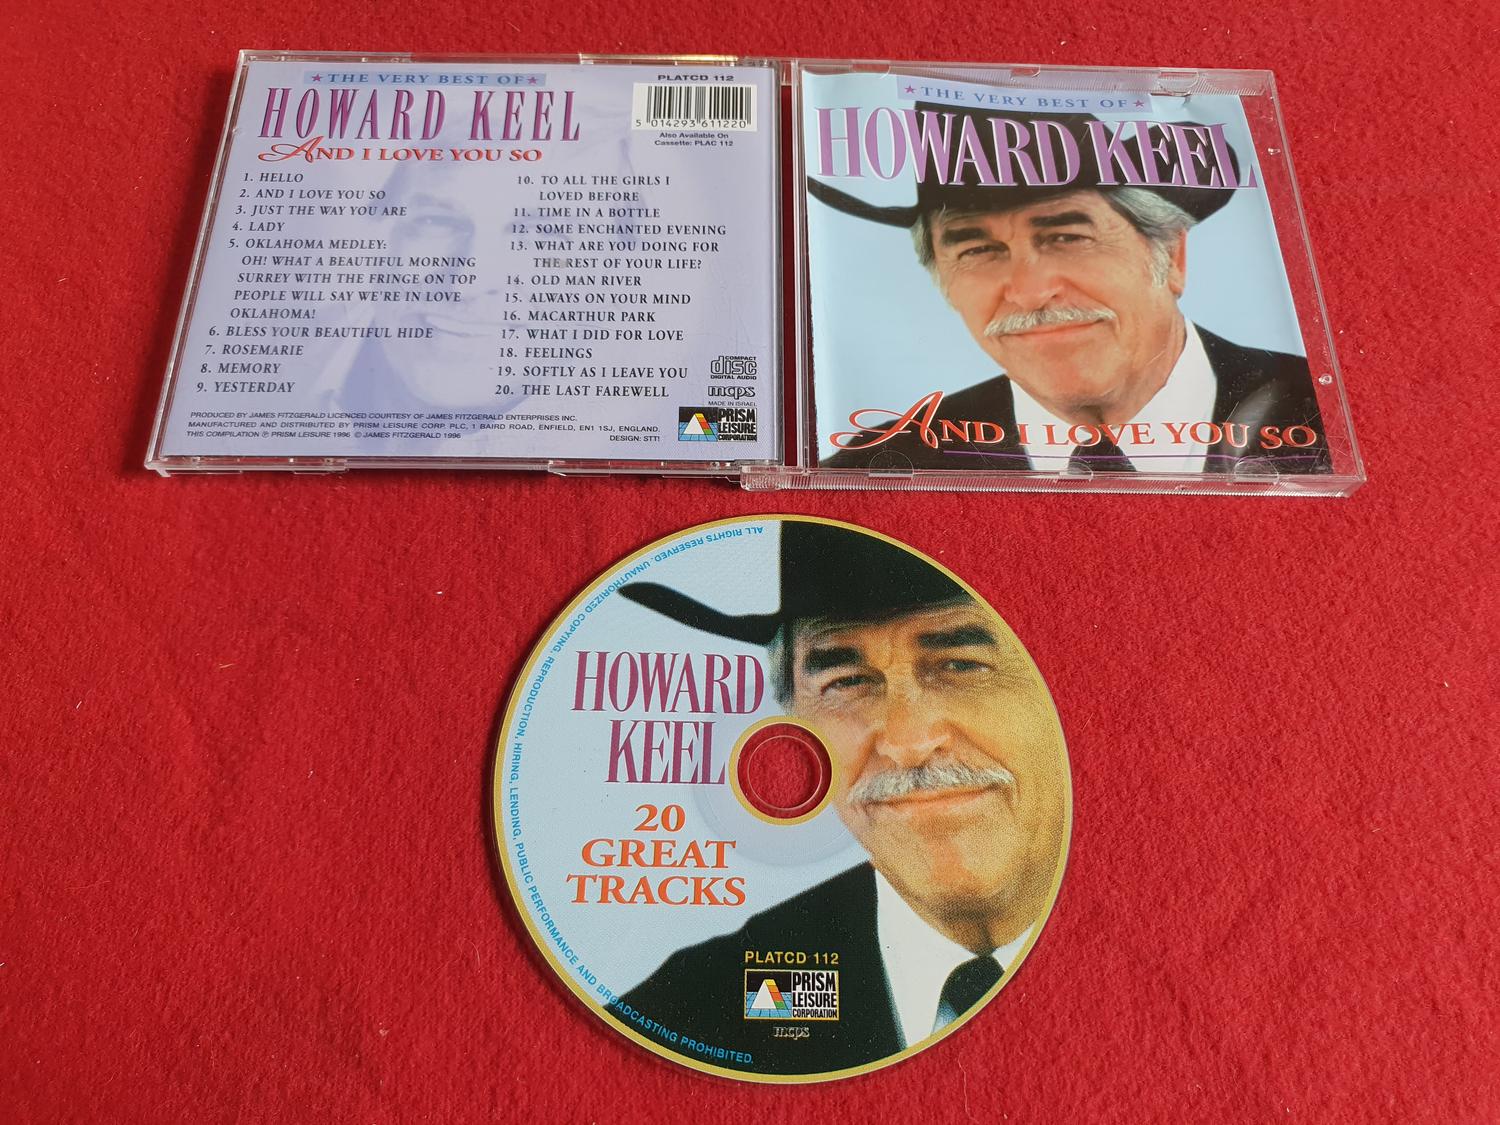 ★ THE VERY BEST OF ★
HOWARD KEEL
AND I LOVE YOU SO
PLATCD 112
5 014293 611220
Also Available On
Cassette: PLAC 112
1. HELLO
2. AND I LOVE YOU SO
3. JUST THE WAY YOU ARE
4. LADY
5. OKLAHOMA MEDLEY:
OH! WHAT A BEAUTIFUL MORNING
SURREY WITH THE FRINGE ON TOP
PEOPLE WILL SAY WE'RE IN LOVE
OKLAHOMA!
6. BLESS YOUR BEAUTIFUL HIDE
7. ROSEMARIE
8. MEMORY
9. YESTERDAY
10. TO ALL THE GIRLS I
LOVED BEFORE
11. TIME IN A BOTTLE
12. SOME ENCHANTED EVENING
13. WHAT ARE YOU DOING FOR
THE REST OF YOUR LIFE?
14. OLD MAN RIVER
15. ALWAYS ON YOUR MIND
16. MACARTHUR PARK
17. WHAT I DID FOR LOVE
18. FEELINGS
19. SOFTLY AS I LEAVE YOU
20. THE LAST FAREWELL
COMPACT
disc
DIGITAL AUDIO
mcps
MADE IN ISRAEL
PRISM
LEISURE
CORPORATION
PRODUCED BY JAMES FITZGERALD LICENCED COURTESY OF JAMES FITZGERALD ENTERPRISES INC.
MANUFACTURED AND DISTRIBUTED BY PRISM LEISURE CORP. PLC, 1 BAIRD ROAD, ENFIELD, EN1 1SJ, ENGLAND.
THIS COMPILATION ℗ PRISM LEISURE 1996 © JAMES FITZGERALD 1996
DESIGN: STT!
★ THE VERY BEST OF ★
HOWARD KEEL
AND I LOVE YOU SO
ALL RIGHTS RESERVED. UNAUTHORIZED COPYING, REPRODUCTION, HIRING, LENDING, PUBLIC PERFORMANCE AND BROADCASTING PROHIBITED.
HOWARD
KEEL
20
GREAT
TRACKS
PLATCD 112
PRISM
LEISURE
CORPORATION
mcps